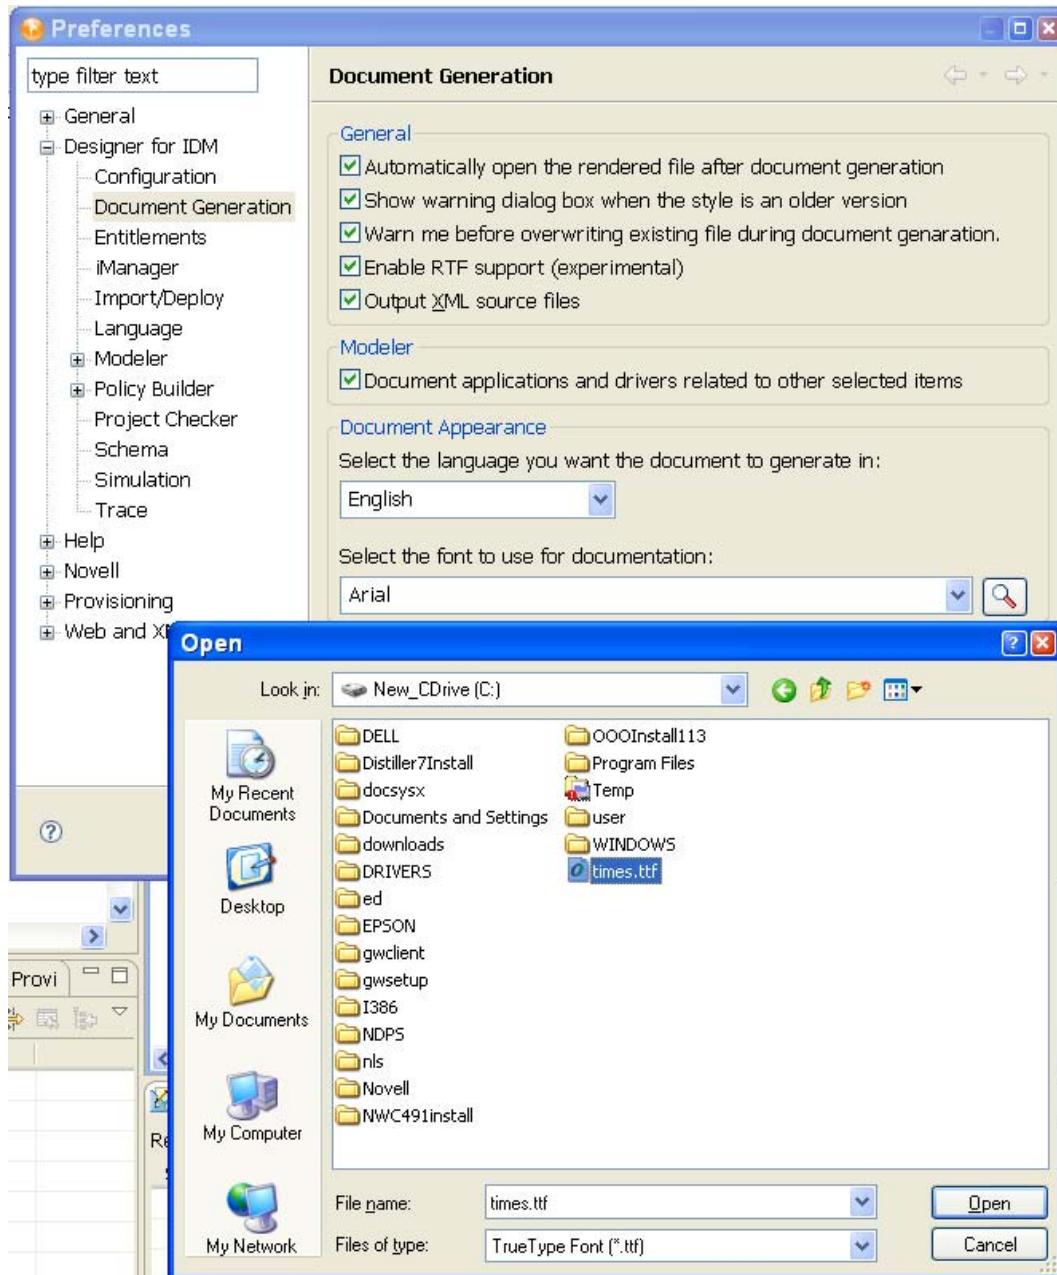 Preferences
type filter text
General
Designer for IDM
Configuration
Document Generation
Entitlements
iManager
Import/Deploy
Language
Modeler
Policy Builder
Project Checker
Schema
Simulation
Trace
Help
Novell
Provisioning
Web and X
Document Generation
General
Automatically open the rendered file after document generation
Show warning dialog box when the style is an older version
Warn me before overwriting existing file during document genaration.
Enable RTF support (experimental)
Output XML source files
Modeler
Document applications and drivers related to other selected items
Document Appearance
Select the language you want the document to generate in:
English
Select the font to use for documentation:
Arial
Provi
Open
Look in:
New_CDrive (C:)
My Recent
Documents
Desktop
My Documents
My Computer
My Network
DELL
Distiller7Install
docsysx
Documents and Settings
downloads
DRIVERS
ed
EPSON
gwclient
gwsetup
I386
NDPS
nls
Novell
NWC491install
OOOInstall113
Program Files
Temp
user
WINDOWS
times.ttf
File name:
times.ttf
Open
Files of type:
TrueType Font (*.ttf)
Cancel